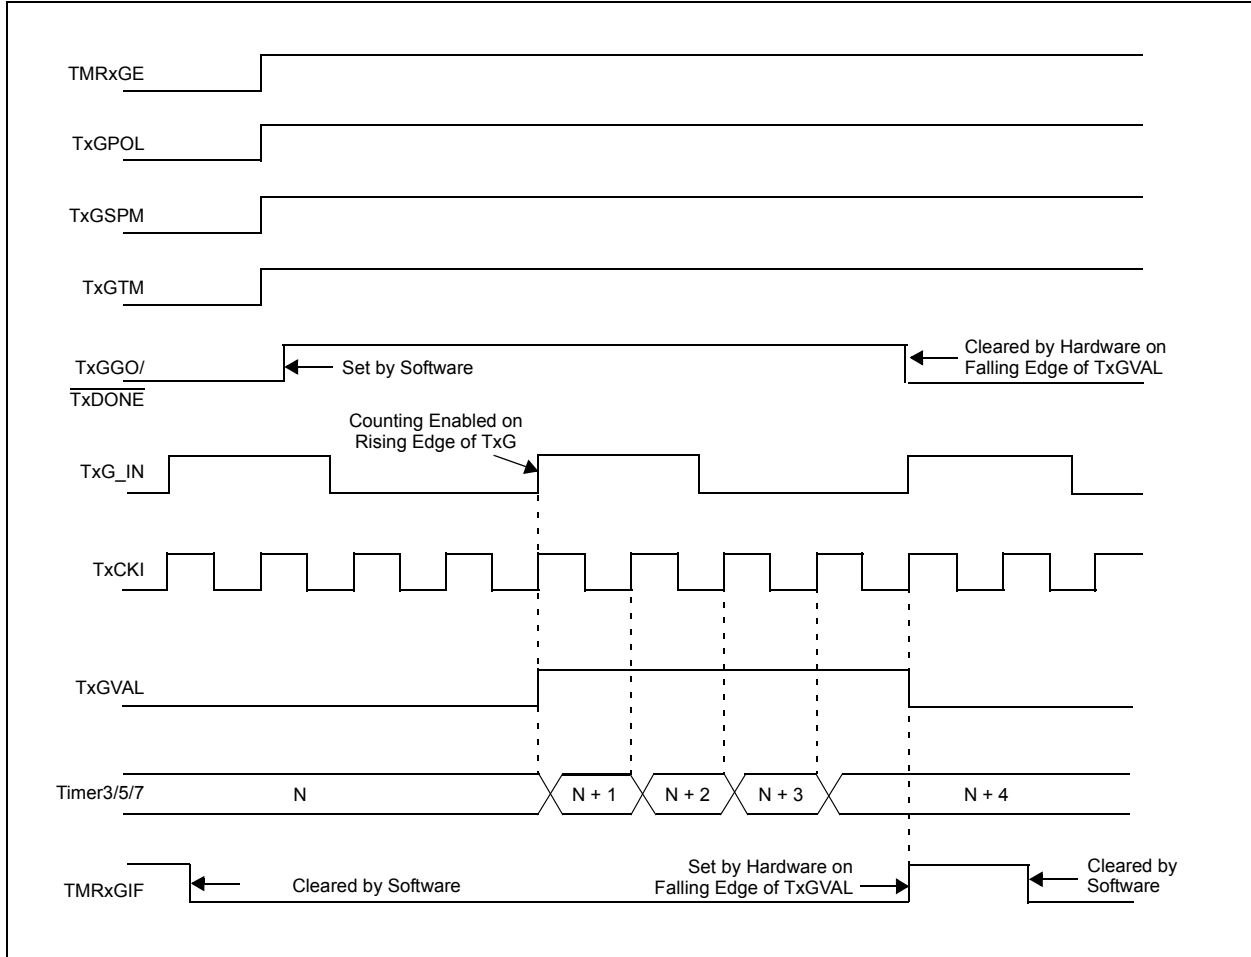 TMRxGE
TxGPOL
TxGSPM
TxGTM
TxGGO/
TxDONE
Set by Software
Cleared by Hardware on
Falling Edge of TxGVAL
Counting Enabled on
Rising Edge of TxG
TxG_IN
TxCKI
TxGVAL
Timer3/5/7
N
N + 1
N + 2
N + 3
N + 4
TMRxGIF
Cleared by Software
Set by Hardware on
Falling Edge of TxGVAL
Cleared by
Software